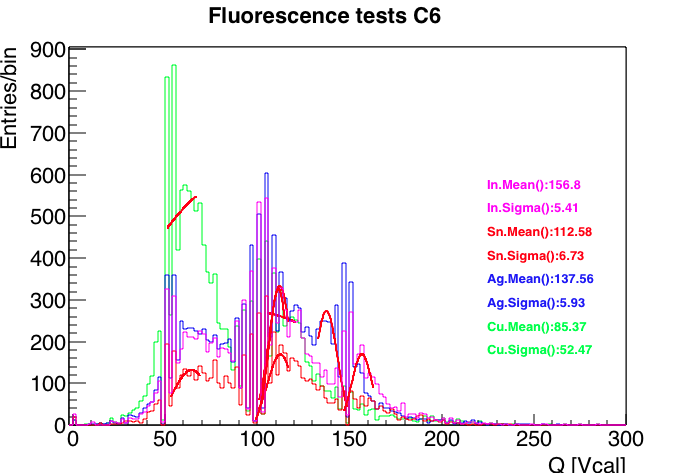 Fluorescence tests C6
Entries/bin
900
800
700
600
500
400
300
200
100
0
In.Mean():156.8
In.Sigma():5.41
Sn.Mean():112.58
Sn.Sigma():6.73
Ag.Mean():137.56
Ag.Sigma():5.93
Cu.Mean():85.37
Cu.Sigma():52.47
0 50 100 150 200 250 300
Q [Vcal]